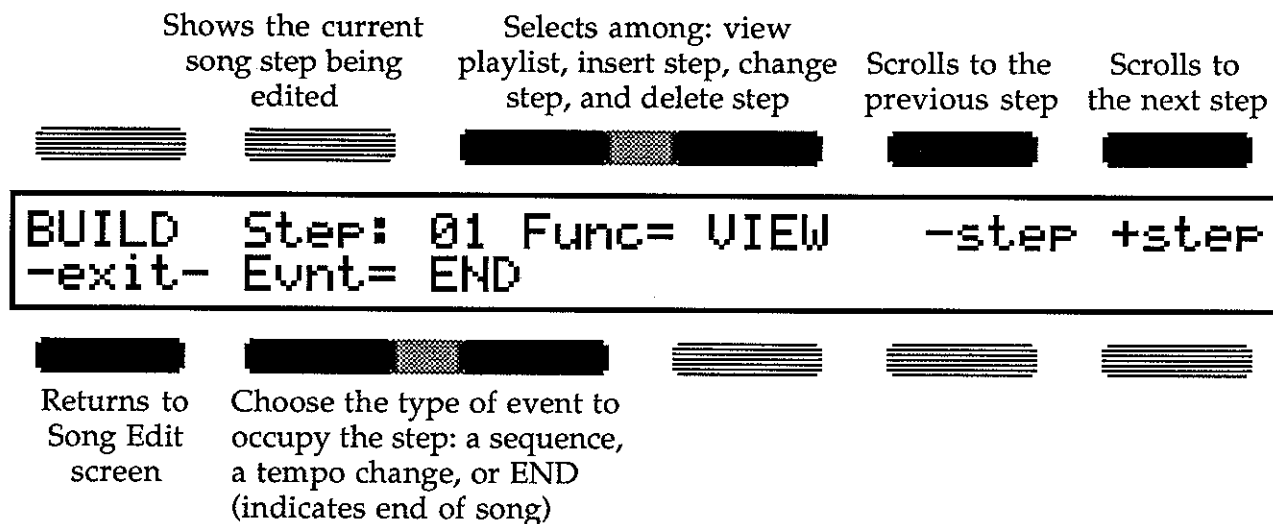 Shows the current
song step being
edited
Selects among: view
playlist, insert step, change
step, and delete step
Scrolls to the
previous step
Scrolls to
the next step
BUILD Step: 01 Func= VIEW -step +step
-exit- Evnt= END
Returns to
Song Edit
screen
Choose the type of event to
occupy the step: a sequence,
a tempo change, or END
(indicates end of song)